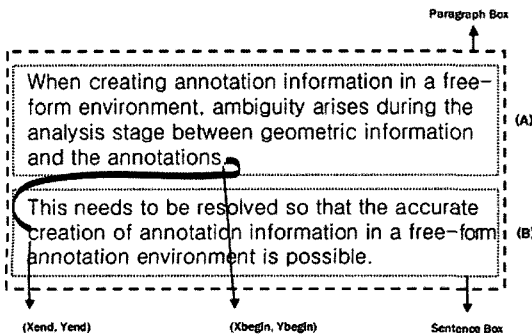 Paragraph Box
When creating annotation information in a free-
form environment, ambiguity arises during the
analysis stage between geometric information
and the annotations.
(A)
This needs to be resolved so that the accurate
creation of annotation information in a free-form
annotation environment is possible.
(B)
(Xend, Yend)
(Xbegin, Ybegin)
Sentence Box